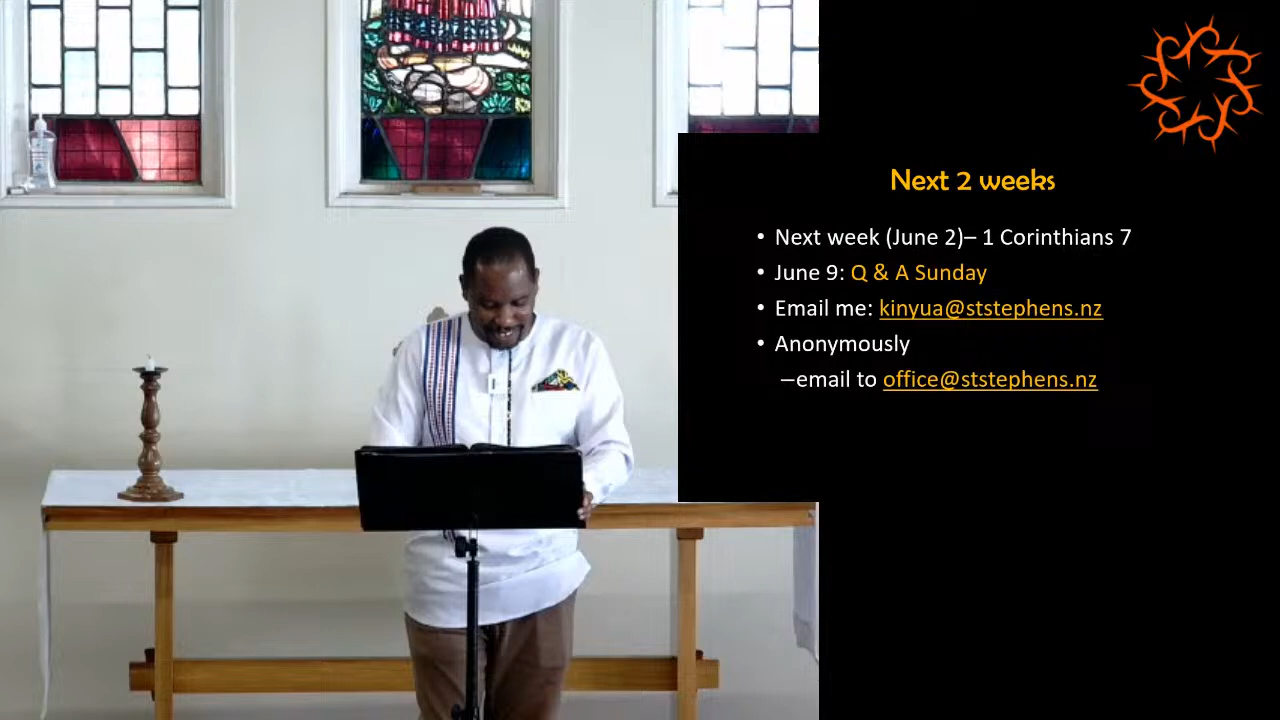 Next 2 weeks
• Next week (June 2)– 1 Corinthians 7
• June 9: Q & A Sunday
• Email me: kinyua@ststephens.nz
• Anonymously
–email to office@ststephens.nz